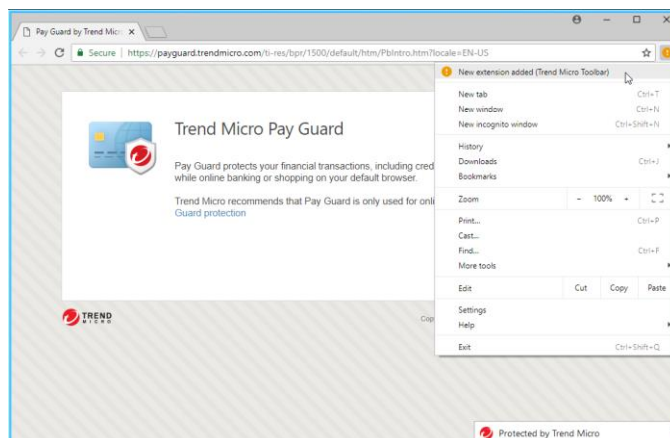 Pay Guard by Trend Micr
Secure | https://payguard.trendmicro.com/ti-res/bpr/1500/default/htm/PbIntro.htm?locale=EN-US
New extension added (Trend Micro Toolbar)
New tab Ctrl+T
New window Ctrl+N
New incognito window Ctrl+Shift+N
History
Downloads Ctrl+J
Bookmarks
Zoom - 100% +
Print... Ctrl+P
Cast...
Find... Ctrl+F
More tools
Edit Cut Copy Paste
Settings
Help
Exit Ctrl+Shift+Q
Trend Micro Pay Guard
Pay Guard protects your financial transactions, including cred
while online banking or shopping on your default browser.
Trend Micro recommends that Pay Guard is only used for onli
Guard protection
TREND
MICRO
Cop
Protected by Trend Micro